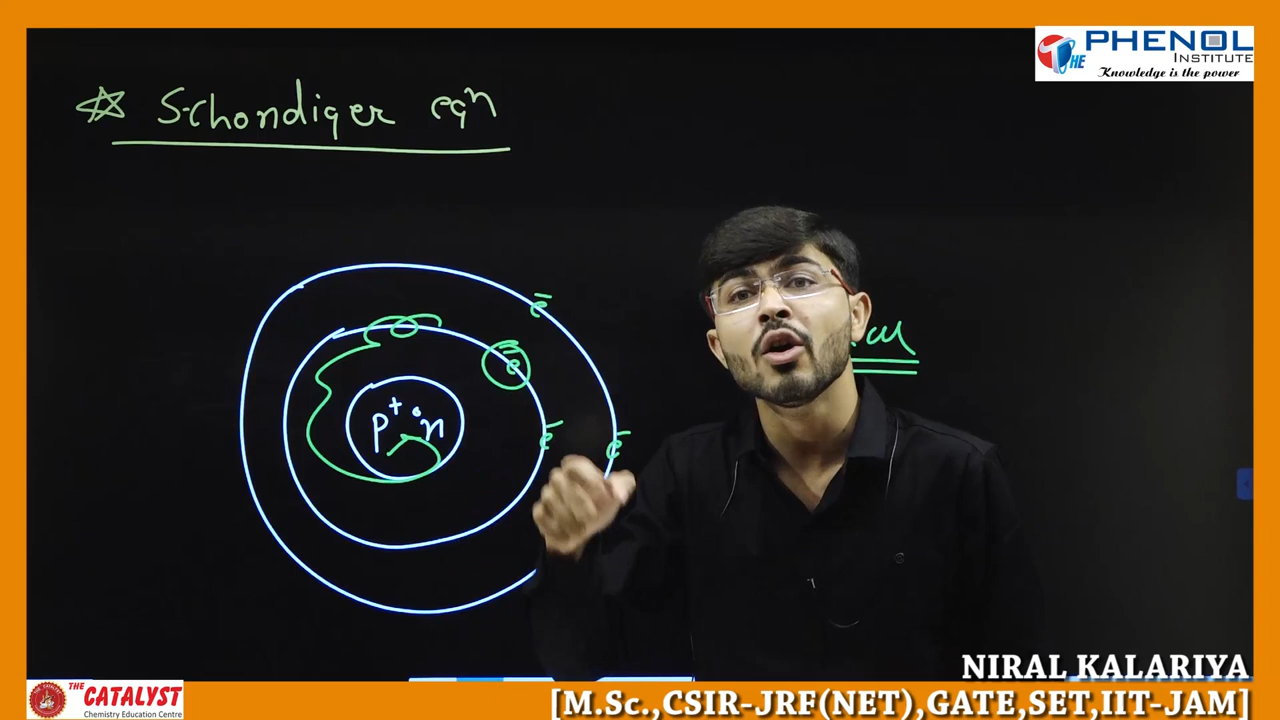 THE PHENOL
INSTITUTE
Knowledge is the power
☆ Schondiger eqn
e-
e-
p+ n
e-
e-
NIRAL KALARIYA
THE CATALYST
Chemistry Education Centre
[M.Sc.,CSIR-JRF(NET),GATE,SET,IIT-JAM]